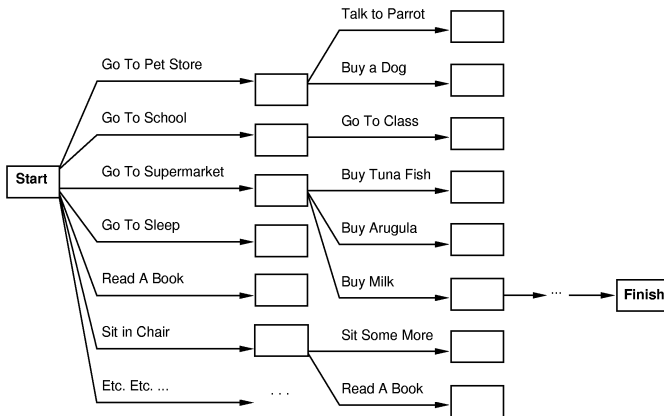 Talk to Parrot
Go To Pet Store
Buy a Dog
Go To School
Go To Class
Start
Go To Supermarket
Buy Tuna Fish
Go To Sleep
Buy Arugula
Read A Book
Buy Milk
...
Finish
Sit in Chair
Sit Some More
Etc. Etc. ...
. . .
Read A Book